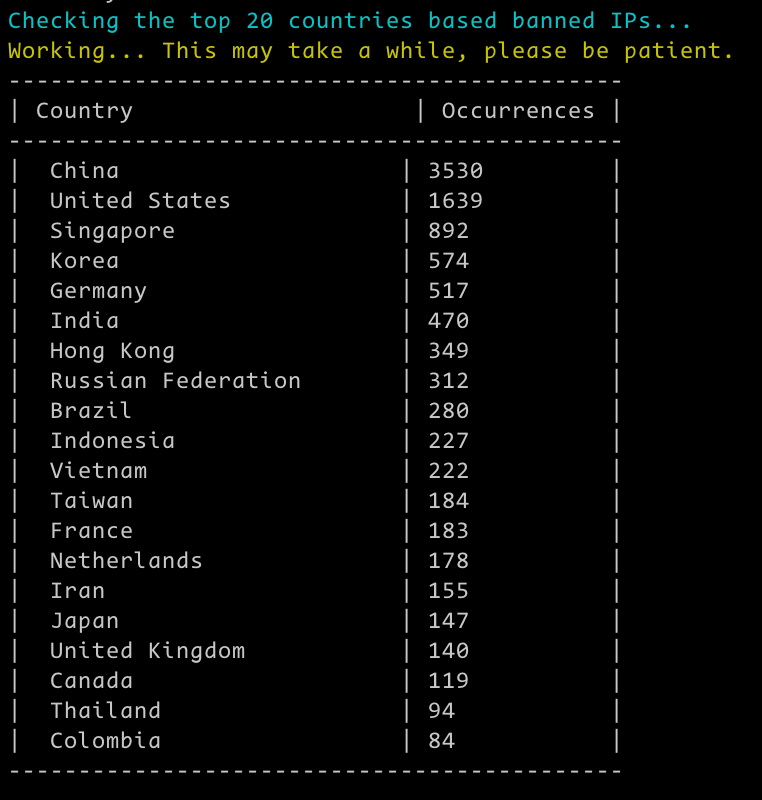 Checking the top 20 countries based banned IPs...
Working... This may take a while, please be patient.
--------------------------------------------
| Country                    | Occurrences |
--------------------------------------------
|  China                    | 3530         |
|  United States            | 1639         |
|  Singapore                | 892          |
|  Korea                    | 574          |
|  Germany                  | 517          |
|  India                    | 470          |
|  Hong Kong                | 349          |
|  Russian Federation       | 312          |
|  Brazil                   | 280          |
|  Indonesia                | 227          |
|  Vietnam                  | 222          |
|  Taiwan                   | 184          |
|  France                   | 183          |
|  Netherlands              | 178          |
|  Iran                     | 155          |
|  Japan                    | 147          |
|  United Kingdom           | 140          |
|  Canada                   | 119          |
|  Thailand                 | 94           |
|  Colombia                 | 84           |
--------------------------------------------